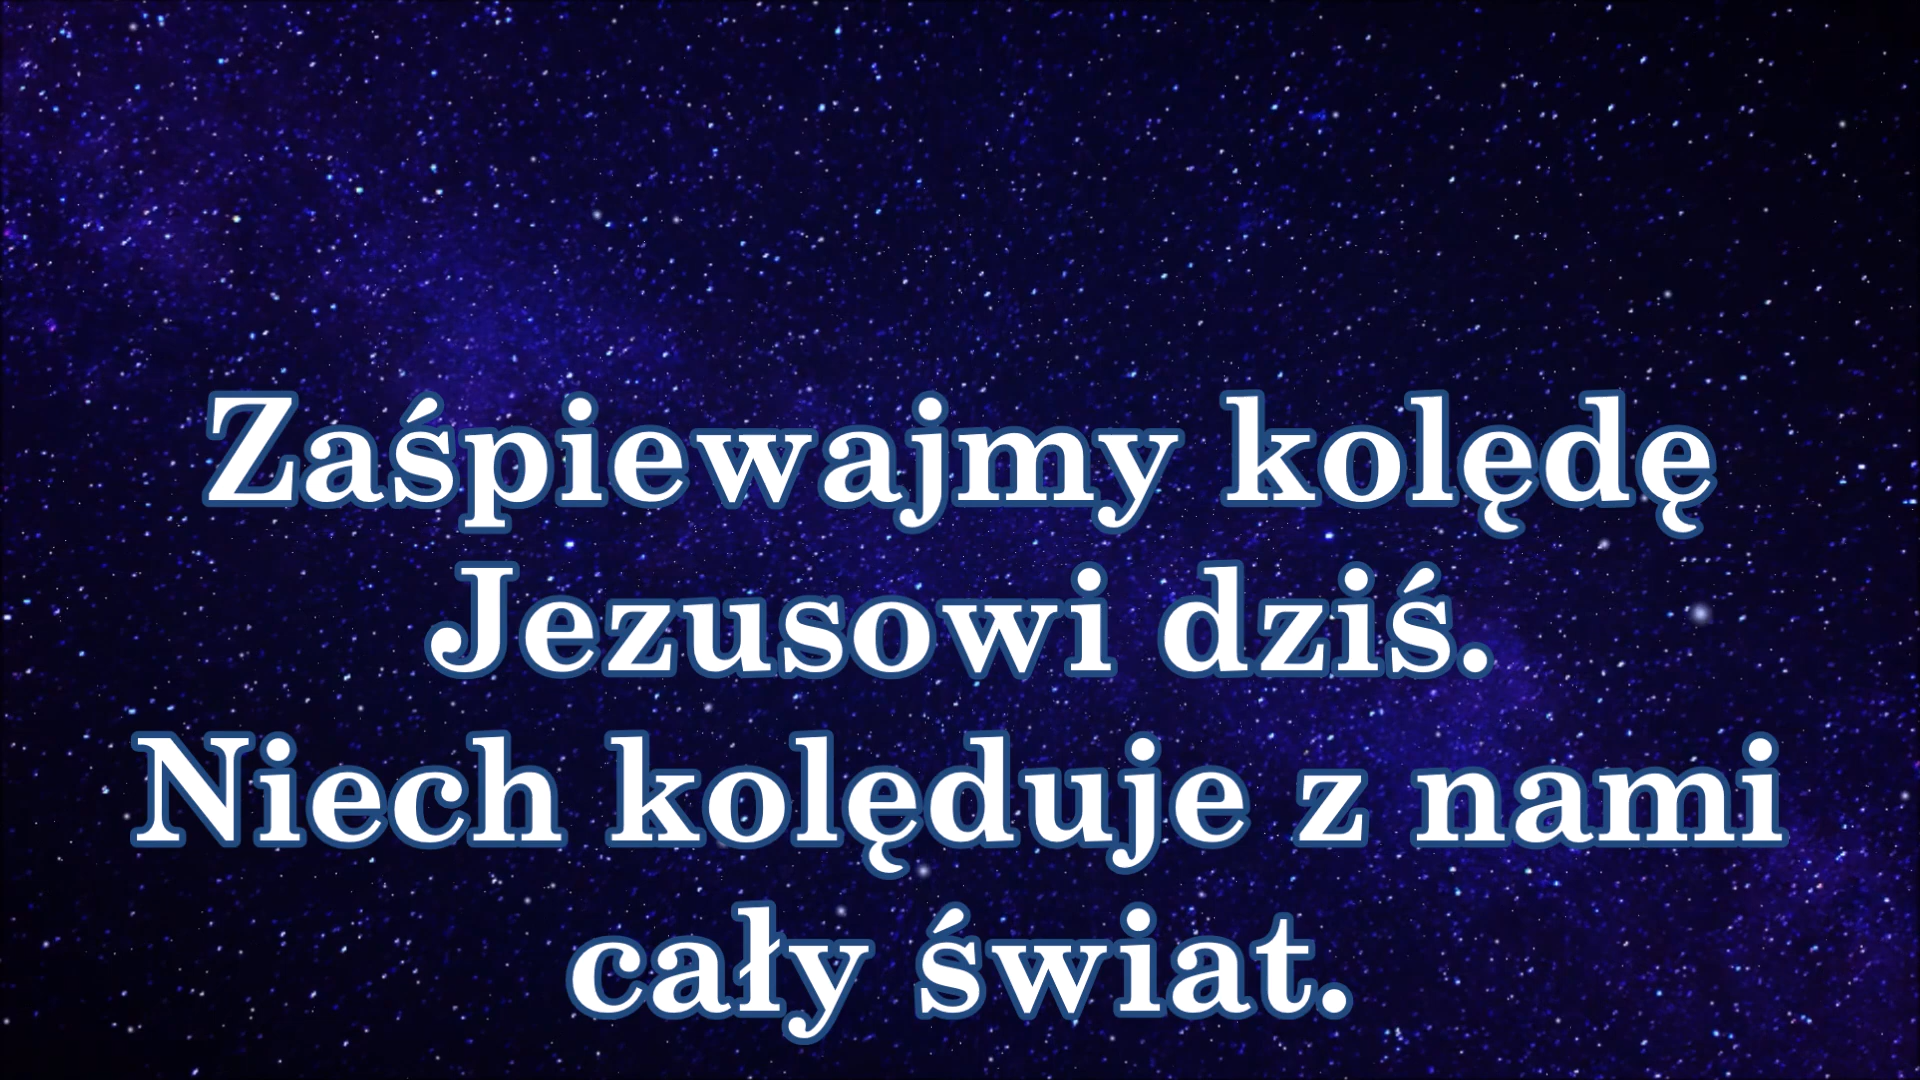 Zaśpiewajmy kolędę
Jezusowi dziś.
Niech kolęduje z nami
cały świat.